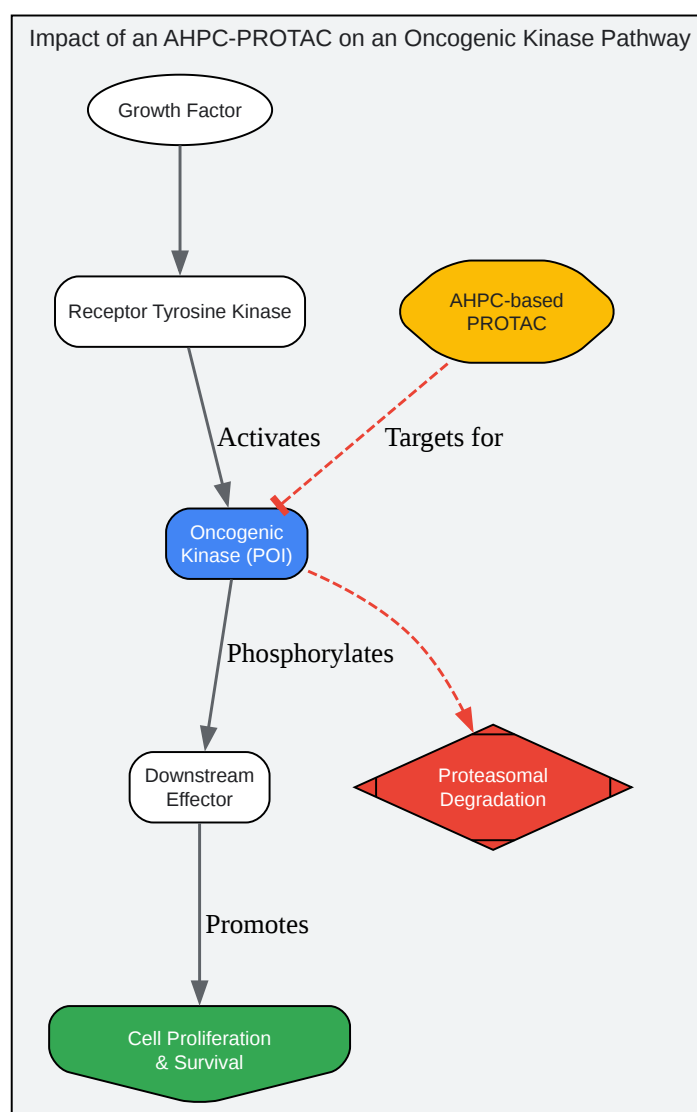 Impact of an AHPC-PROTAC on an Oncogenic Kinase Pathway
Growth Factor
Receptor Tyrosine Kinase
AHPC-based
PROTAC
Activates
Targets for
Oncogenic
Kinase (POI)
Phosphorylates
Downstream
Effector
Proteasomal
Degradation
Promotes
Cell Proliferation
& Survival